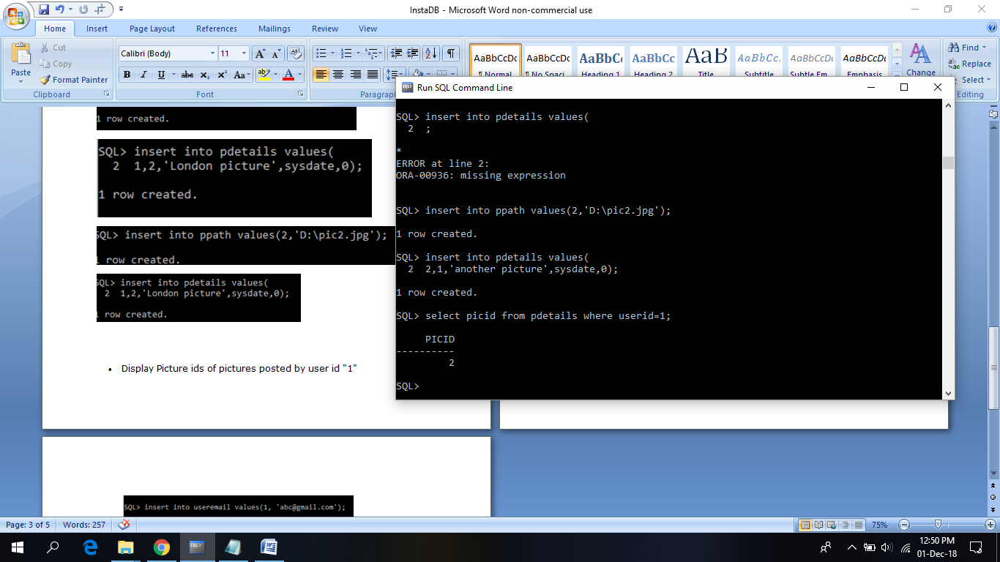 InstaDB - Microsoft Word non-commercial use
Home Insert Page Layout References Mailings Review View
Paste
Cut
Copy
Format Painter
Clipboard
Calibri (Body) 11
B I U abc x₂ x² Aa
Font
Paragraph
AaBbCcDc AaBbCcDc AaBbC AaBbCc AaB AaBbCc. AaBbCcDc AaBbCcDc
¶ Normal ¶ No Spaci... Heading 1 Heading 2 Title Subtitle Subtle Em... Emphasis
Change
Find
Replace
Select
Editing
1 row created.
SQL> insert into pdetails values(
2 1,2,'London picture',sysdate,0);
1 row created.
SQL> insert into ppath values(2,'D:\pic2.jpg');
1 row created.
SQL> insert into pdetails values(
2 1,2,'London picture',sysdate,0);
1 row created.
• Display Picture ids of pictures posted by user id "1"
SQL> insert into useremail values(1, 'abc@gmail.com');
Run SQL Command Line
SQL> insert into pdetails values(
2 ;
*
ERROR at line 2:
ORA-00936: missing expression
SQL> insert into ppath values(2,'D:\pic2.jpg');
1 row created.
SQL> insert into pdetails values(
2 2,1,'another picture',sysdate,0);
1 row created.
SQL> select picid from pdetails where userid=1;
PICID
----------
2
SQL>
Page: 3 of 5 Words: 257
75%
12:50 PM
01-Dec-18